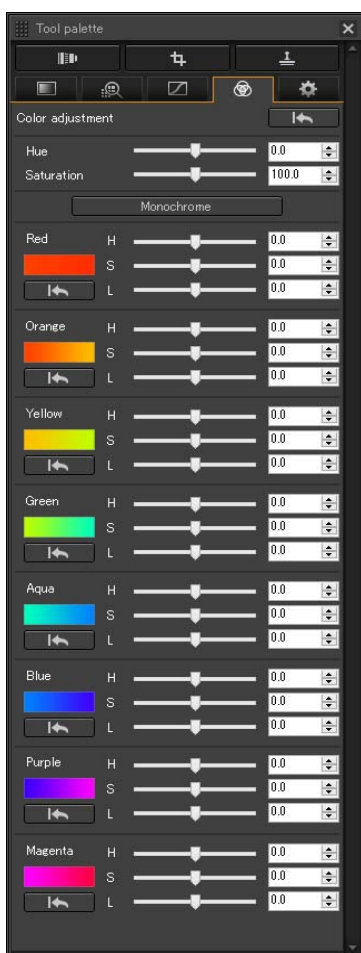 Tool palette
Color adjustment
Hue 0.0
Saturation 100.0
Monochrome
Red H 0.0
S 0.0
L 0.0
Orange H 0.0
S 0.0
L 0.0
Yellow H 0.0
S 0.0
L 0.0
Green H 0.0
S 0.0
L 0.0
Aqua H 0.0
S 0.0
L 0.0
Blue H 0.0
S 0.0
L 0.0
Purple H 0.0
S 0.0
L 0.0
Magenta H 0.0
S 0.0
L 0.0